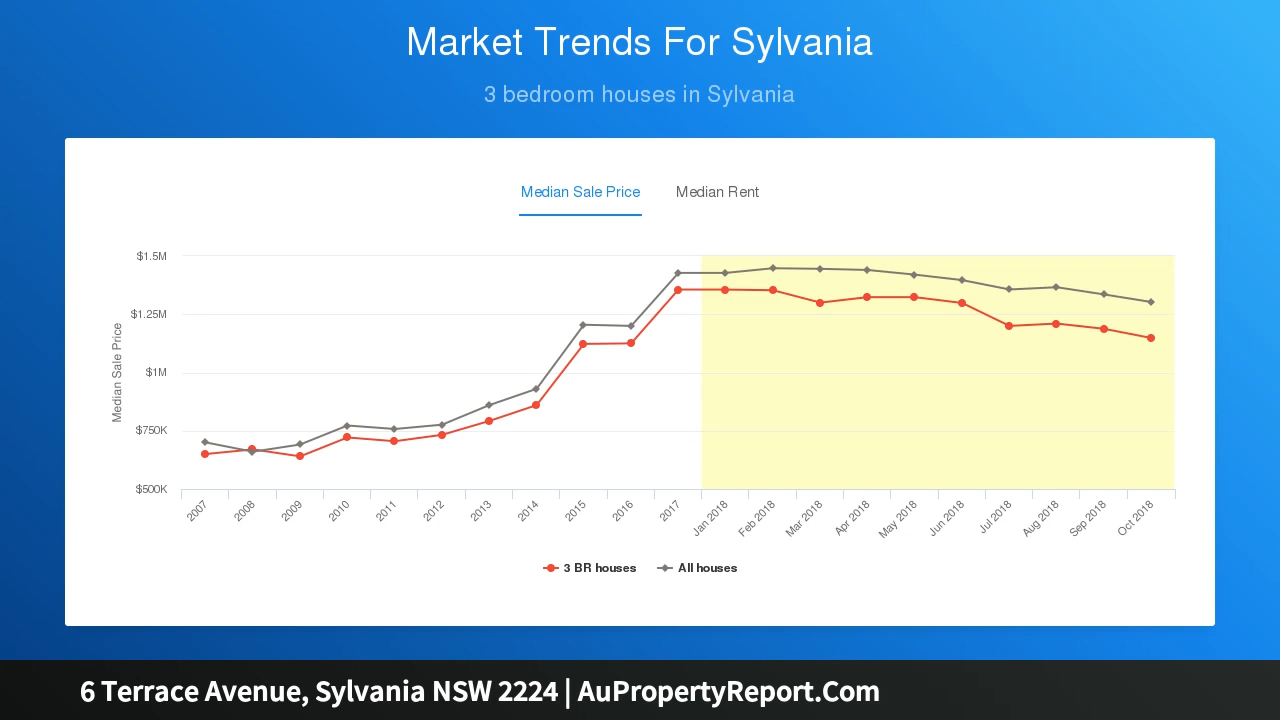 Market Trends For Sylvania
3 bedroom houses in Sylvania
Median Sale Price Median Rent
Median Sale Price
$1.5M
$1.25M
$1M
$750K
$500K
2007 2008 2009 2010 2011 2012 2013 2014 2015 2016 2017 Jan 2018 Feb 2018 Mar 2018 Apr 2018 May 2018 Jun 2018 Jul 2018 Aug 2018 Sep 2018 Oct 2018
3 BR houses All houses
6 Terrace Avenue, Sylvania NSW 2224 | AuPropertyReport.Com